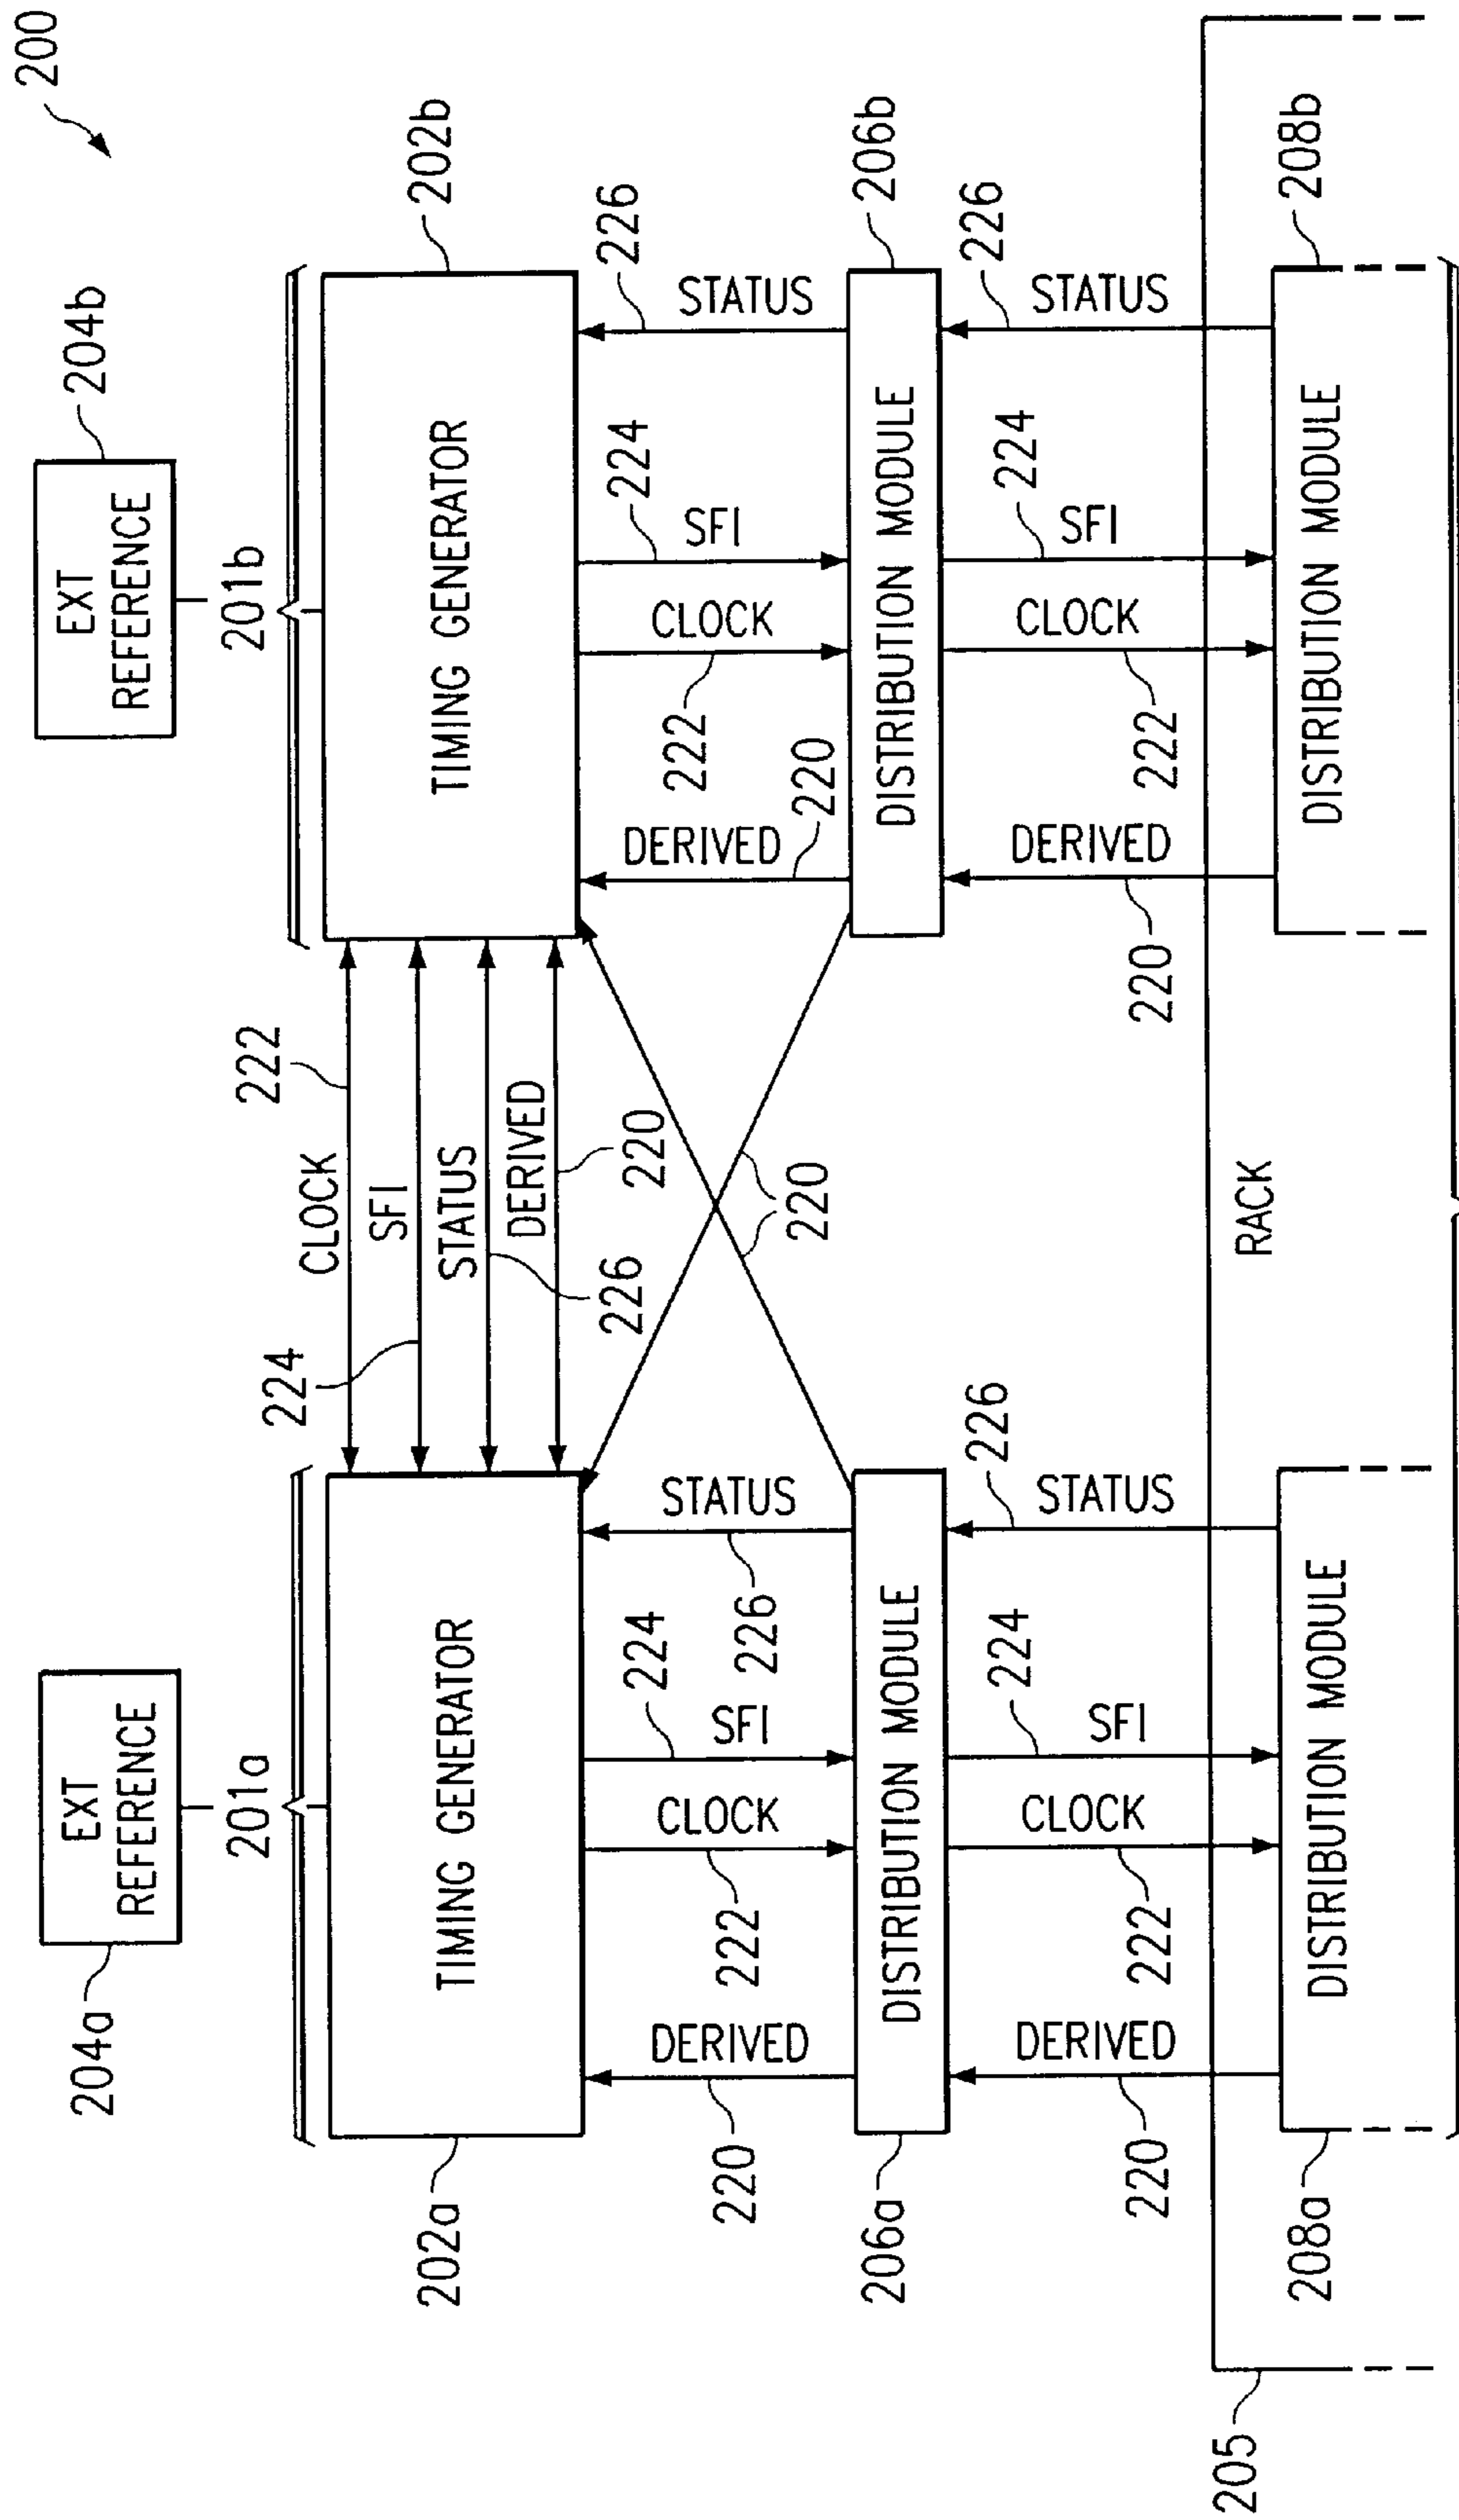 200
EXT
REFERENCE
204a
EXT
REFERENCE
204b
201a
201b
202a
TIMING GENERATOR
TIMING GENERATOR
202b
CLOCK
222
SFI
224
STATUS
226
DERIVED
220
220
DERIVED
220
CLOCK
222
SFI
224
STATUS
226
DERIVED
220
CLOCK
222
SFI
224
STATUS
226
206a
DISTRIBUTION MODULE
DISTRIBUTION MODULE
206b
DERIVED
220
CLOCK
222
SFI
224
STATUS
226
DERIVED
220
CLOCK
222
SFI
224
STATUS
226
205
RACK
208a
DISTRIBUTION MODULE
DISTRIBUTION MODULE
208b